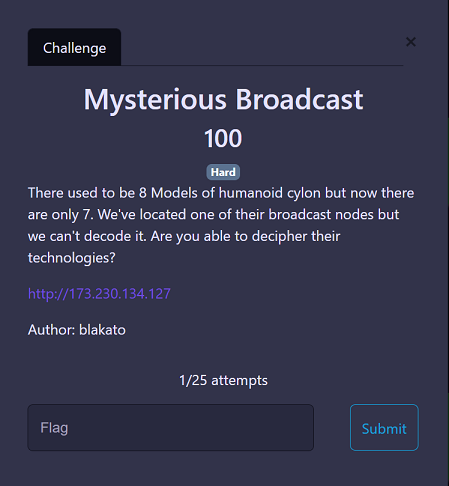 Challenge
×
Mysterious Broadcast
100
Hard
There used to be 8 Models of humanoid cylon but now there
are only 7. We've located one of their broadcast nodes but
we can't decode it. Are you able to decipher their
technologies?
http://173.230.134.127
Author: blakato
1/25 attempts
Flag
Submit